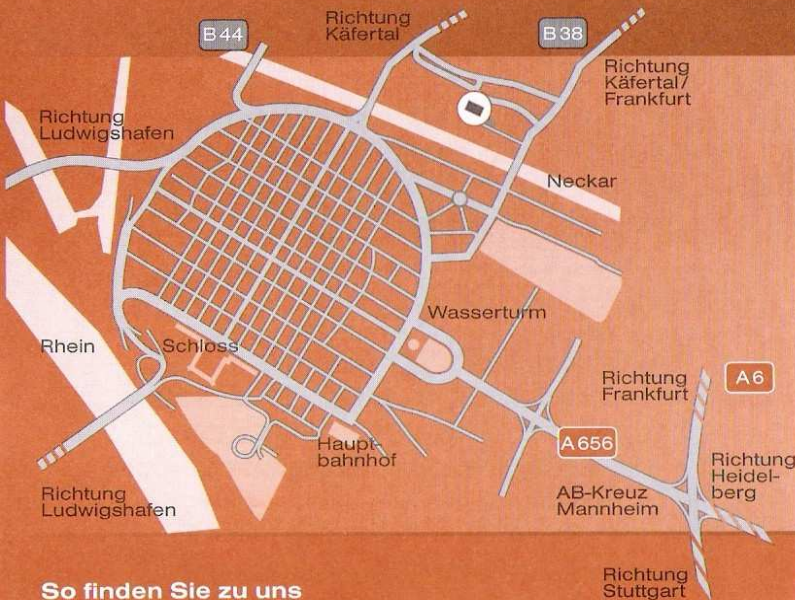 Richtung
Käfertal
B 44
B 38
Richtung
Käfertal/
Frankfurt
Richtung
Ludwigshafen
Neckar
Wasserturm
Rhein
Schloss
Richtung
Frankfurt
A 6
Haupt-
bahnhof
A 656
Richtung
Heidel-
berg
AB-Kreuz
Mannheim
Richtung
Ludwigshafen
Richtung
Stuttgart
So finden Sie zu uns